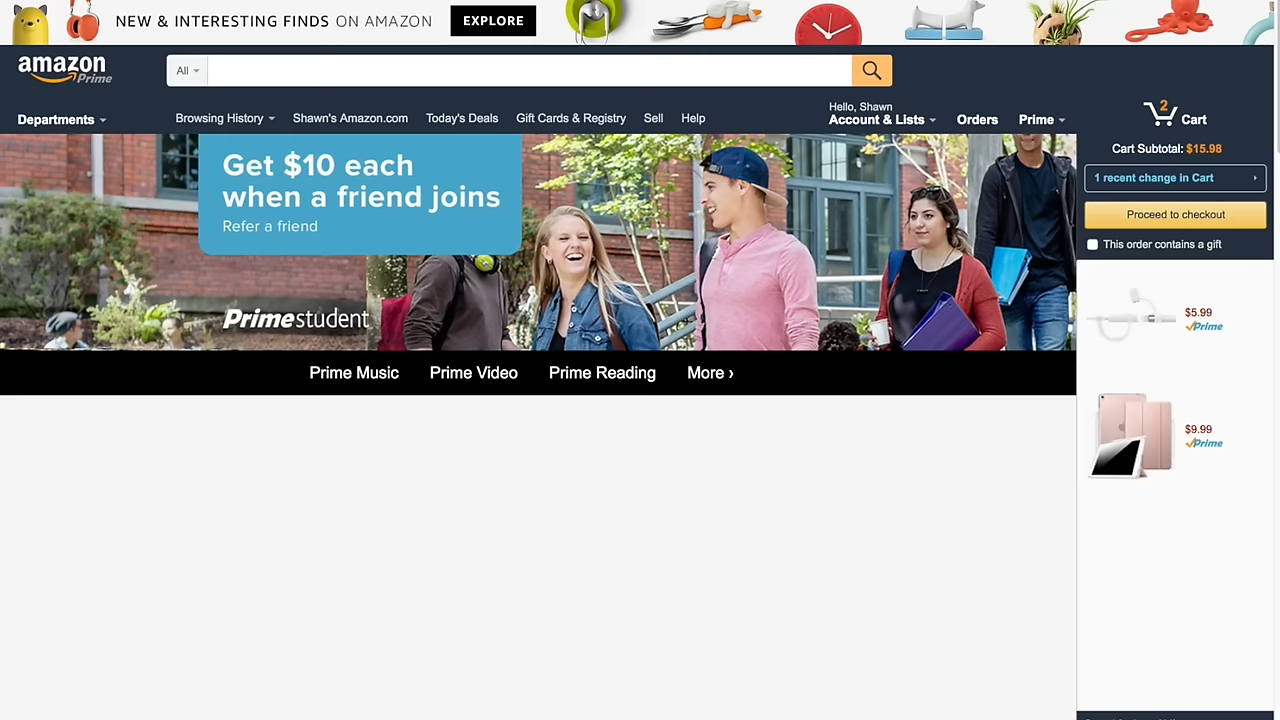 NEW & INTERESTING FINDS ON AMAZON EXPLORE
amazon Prime
All
Departments
Browsing History
Shawn's Amazon.com
Today's Deals
Gift Cards & Registry
Sell
Help
Hello, Shawn
Account & Lists
Orders
Prime
2
Cart
Get $10 each
when a friend joins
Refer a friend
Prime student
Prime Music
Prime Video
Prime Reading
More ›
Cart Subtotal: $15.98
1 recent change in Cart
Proceed to checkout
This order contains a gift
$5.99
Prime
$9.99
Prime